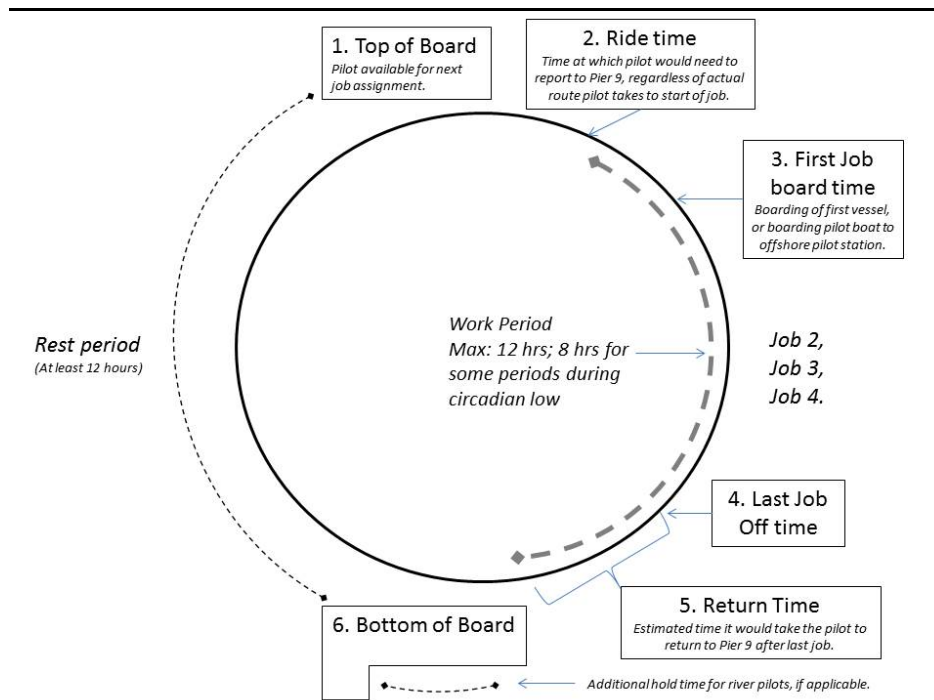 1. Top of Board
Pilot available for next
job assignment.
2. Ride time
Time at which pilot would need to
report to Pier 9, regardless of actual
route pilot takes to start of job.
3. First Job
board time
Boarding of first vessel,
or boarding pilot boat to
offshore pilot station.
Rest period
(At least 12 hours)
Work Period
Max: 12 hrs; 8 hrs for
some periods during
circadian low
Job 2,
Job 3,
Job 4.
4. Last Job
Off time
5. Return Time
Estimated time it would take the pilot to
return to Pier 9 after last job.
6. Bottom of Board
Additional hold time for river pilots, if applicable.